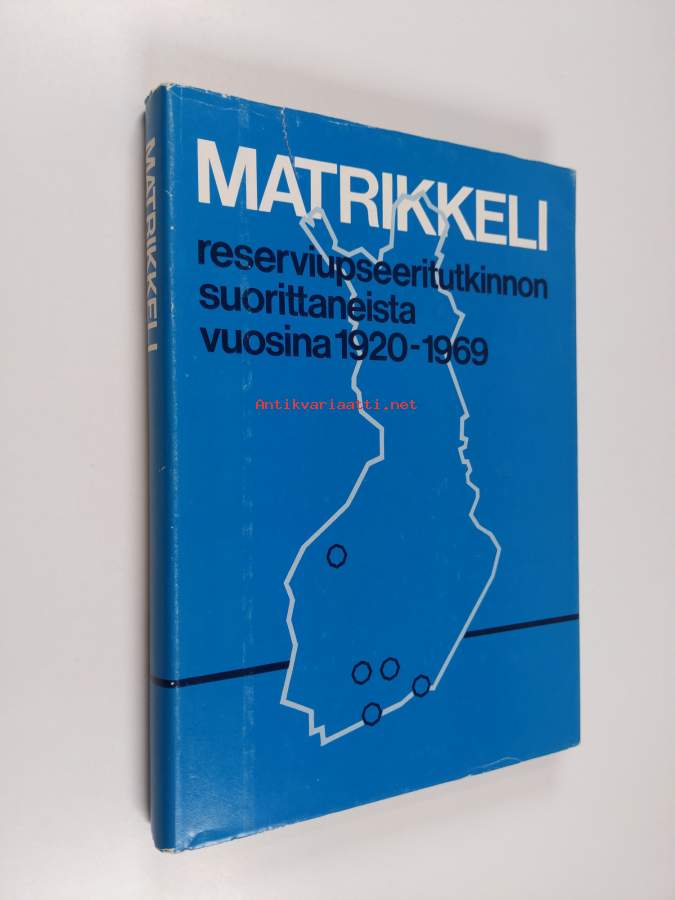 MATRIKKELI
MATRIKKELI
reserviupseeritutkinnon
suorittaneista
vuosina 1920-1969
Antikvariaatti.net